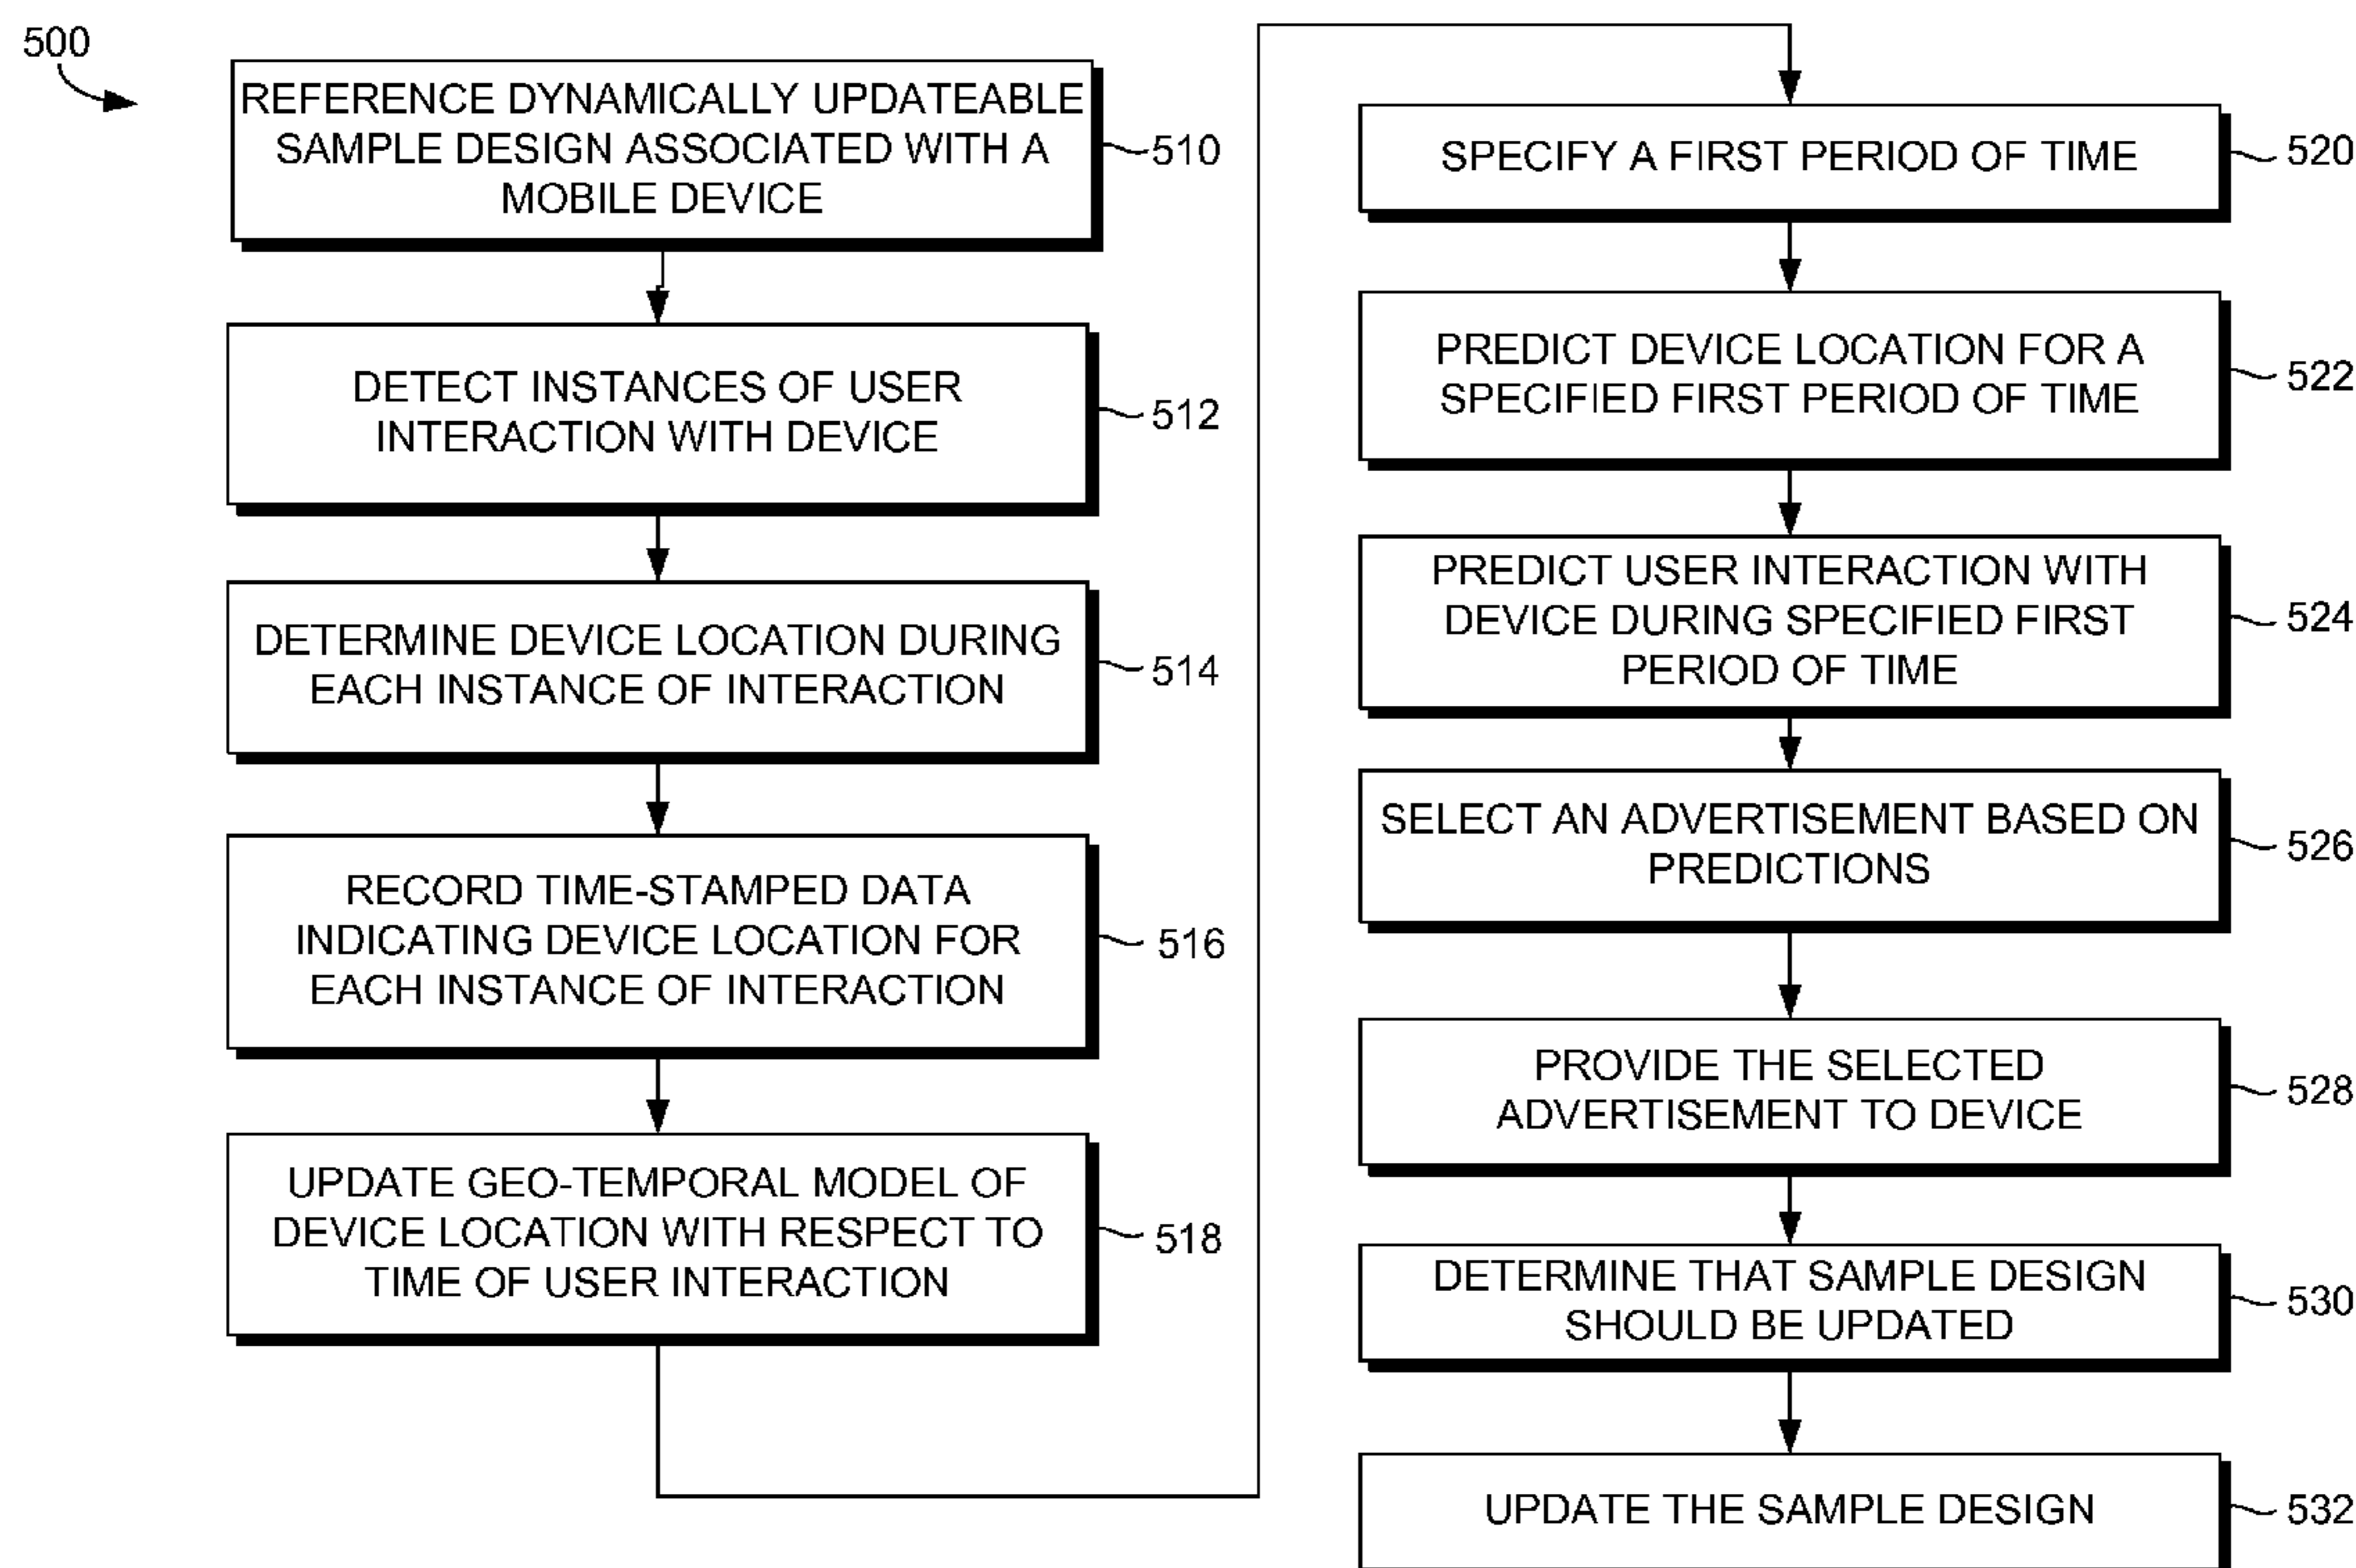 500
REFERENCE DYNAMICALLY UPDATEABLE
SAMPLE DESIGN ASSOCIATED WITH A
MOBILE DEVICE
510
DETECT INSTANCES OF USER
INTERACTION WITH DEVICE
512
DETERMINE DEVICE LOCATION DURING
EACH INSTANCE OF INTERACTION
514
RECORD TIME-STAMPED DATA
INDICATING DEVICE LOCATION FOR
EACH INSTANCE OF INTERACTION
516
UPDATE GEO-TEMPORAL MODEL OF
DEVICE LOCATION WITH RESPECT TO
TIME OF USER INTERACTION
518
SPECIFY A FIRST PERIOD OF TIME
520
PREDICT DEVICE LOCATION FOR A
SPECIFIED FIRST PERIOD OF TIME
522
PREDICT USER INTERACTION WITH
DEVICE DURING SPECIFIED FIRST
PERIOD OF TIME
524
SELECT AN ADVERTISEMENT BASED ON
PREDICTIONS
526
PROVIDE THE SELECTED
ADVERTISEMENT TO DEVICE
528
DETERMINE THAT SAMPLE DESIGN
SHOULD BE UPDATED
530
UPDATE THE SAMPLE DESIGN
532